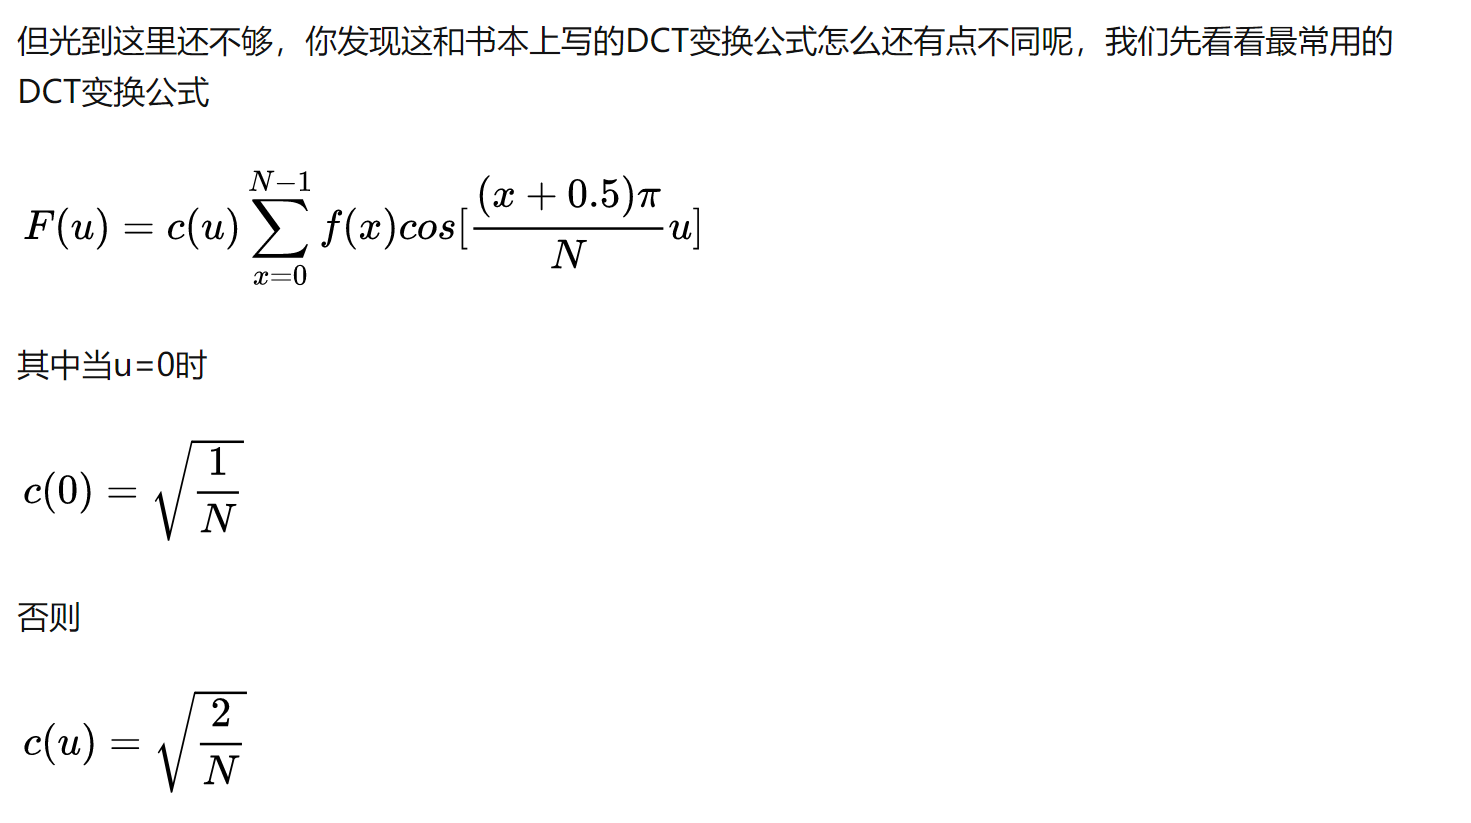 但光到这里还不够，你发现这和书本上写的DCT变换公式怎么还有点不同呢，我们先看看最常用的
DCT变换公式
F(u) = c(u) \sum_{x=0}^{N-1} f(x)cos[\frac{(x+0.5)\pi}{N}u]
其中当u=0时
c(0) = \sqrt{\frac{1}{N}}
否则
c(u) = \sqrt{\frac{2}{N}}